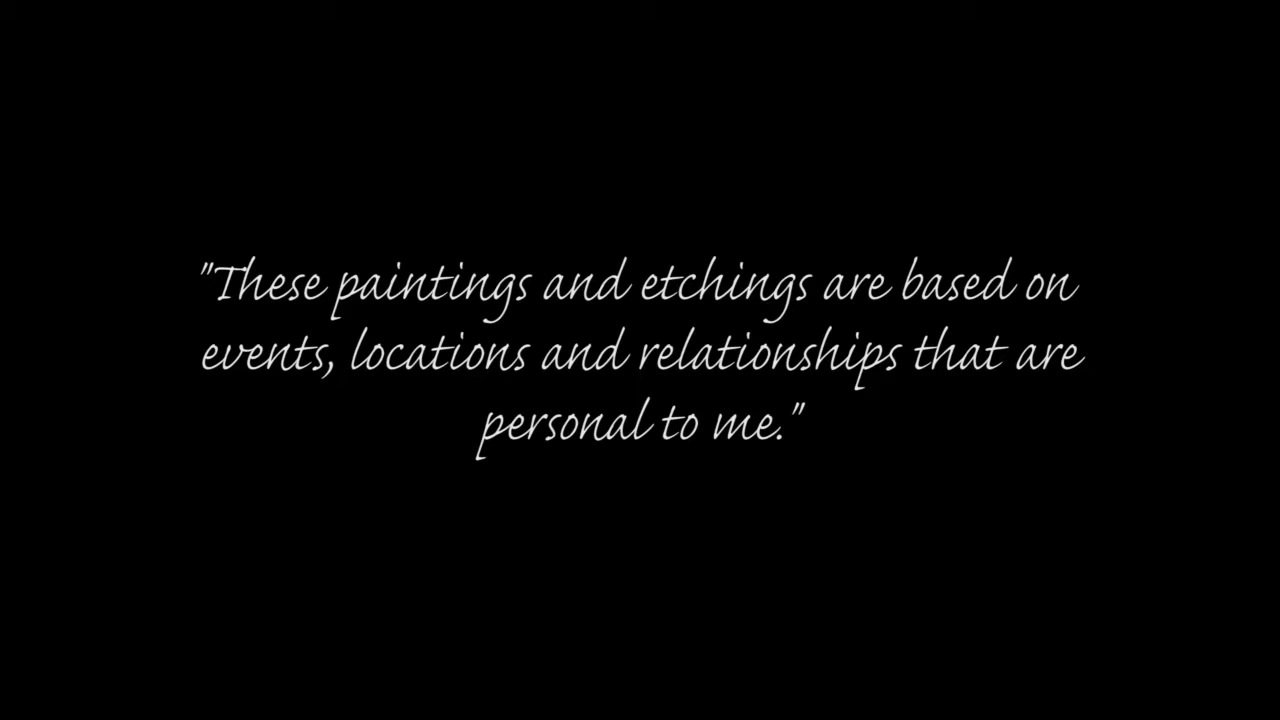 "These paintings and etchings are based on
events, locations and relationships that are
personal to me."